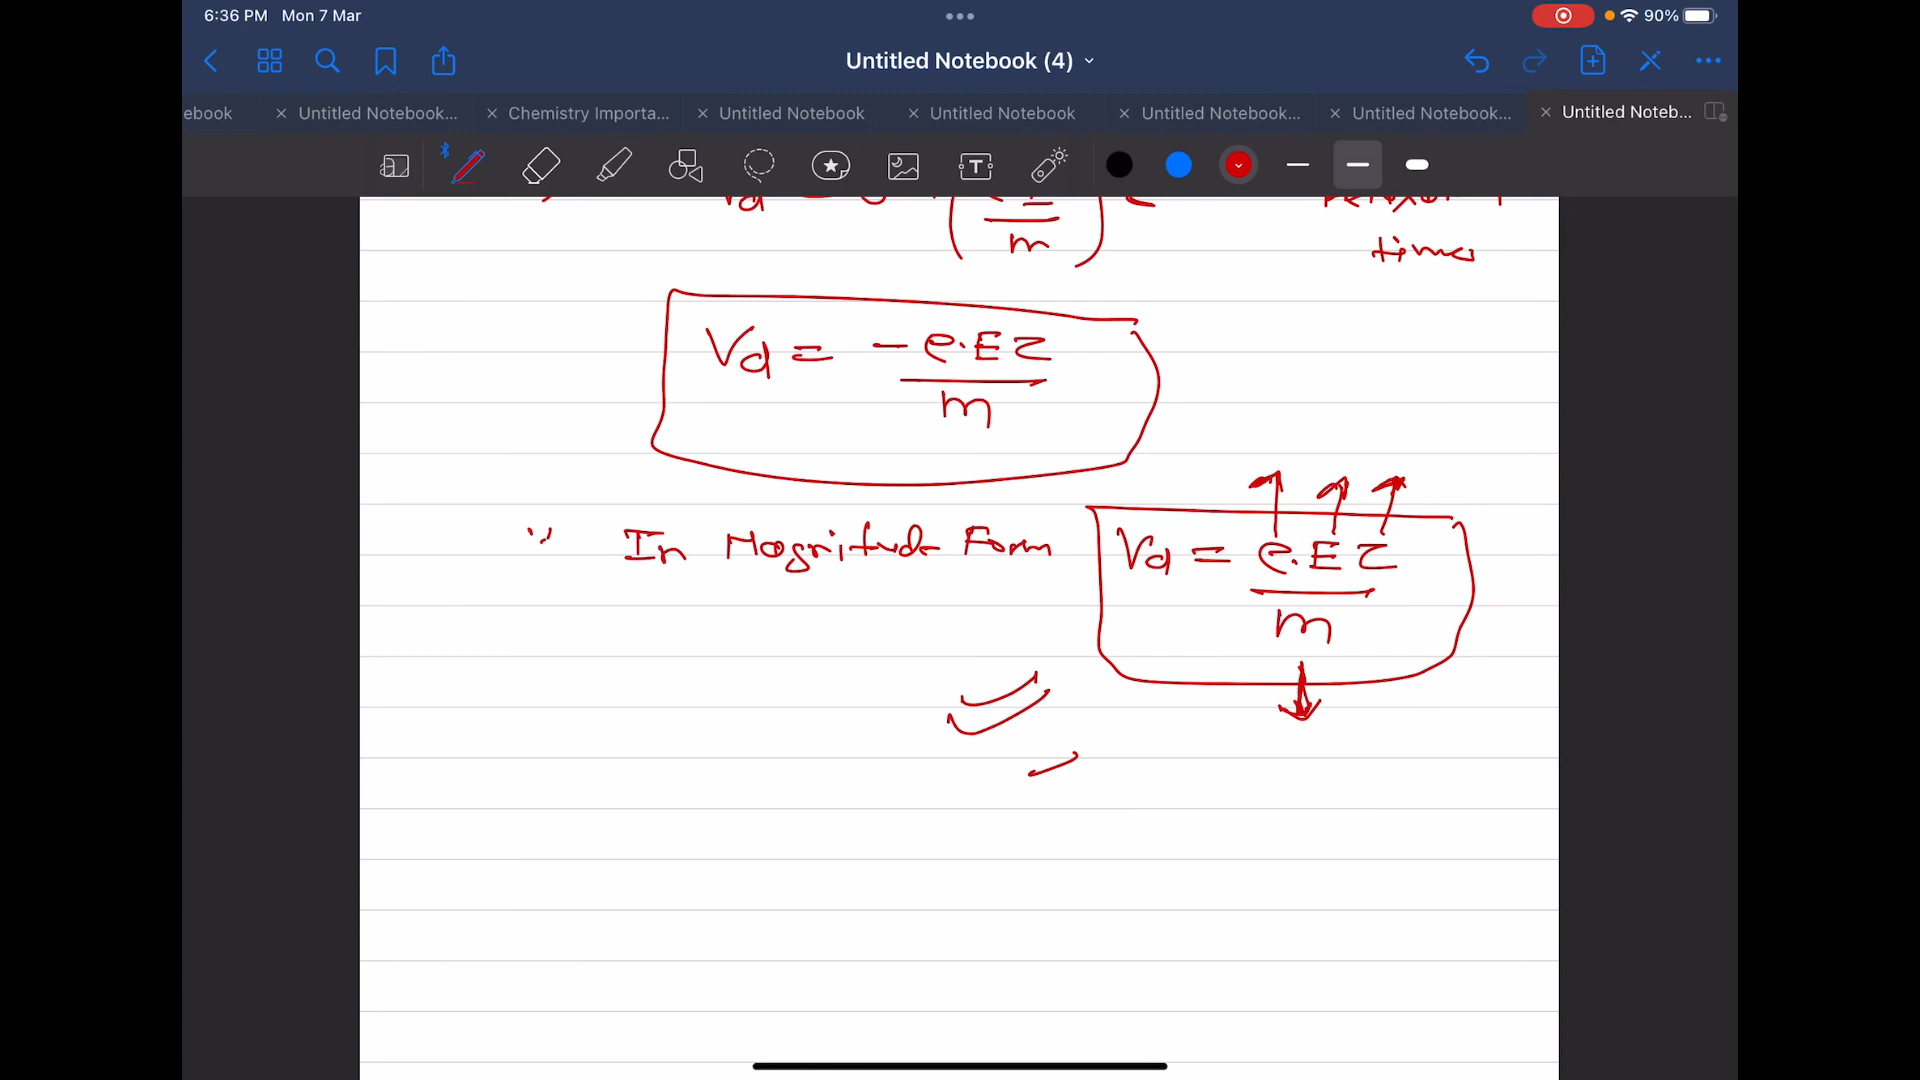 6:36 PM Mon 7 Mar 90%
Untitled Notebook (4)
ebook Untitled Notebook... Chemistry Importa... Untitled Notebook Untitled Notebook Untitled Notebook... Untitled Notebook... Untitled Noteb...
m
time
Vd = - e.Eτ
m
∵ In Magnitude Form Vd = e.Eτ
m